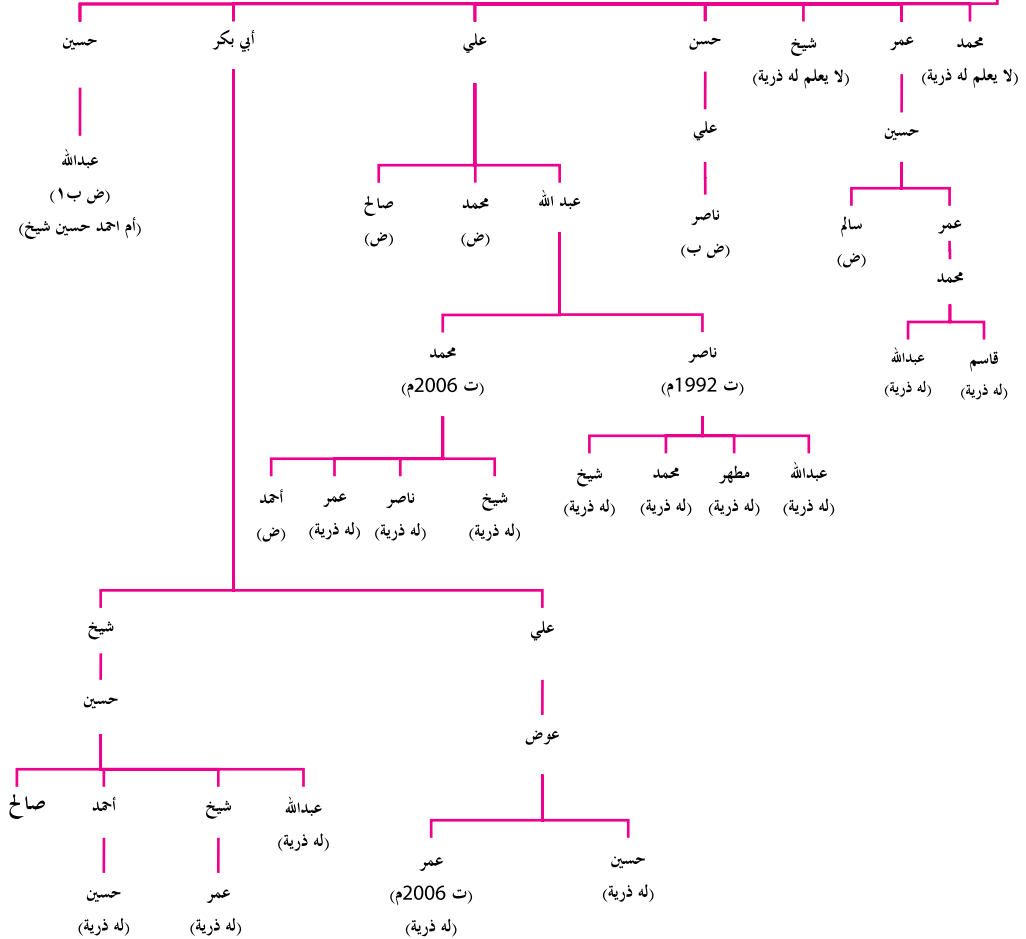 محمد
(لا يعلم له ذرية)
عمر
شيخ
(لا يعلم له ذرية)
حسن
علي
أبي بكر
حسين
حسين
علي
عبدالله
(ض ب١)
(أم احمد حسين شيخ)
عمر
سالم
(ض)
ناصر
(ض ب)
عبد الله
محمد
(ض)
صالح
(ض)
محمد
قاسم
(له ذرية)
عبدالله
(له ذرية)
ناصر
(ت 1992م)
محمد
(ت 2006م)
عبدالله
(له ذرية)
مطهر
(له ذرية)
محمد
(له ذرية)
شيخ
(له ذرية)
شيخ
(له ذرية)
ناصر
(له ذرية)
عمر
(له ذرية)
أحمد
(ض)
علي
شيخ
عوض
حسين
عبدالله
(له ذرية)
شيخ
أحمد
صالح
حسين
(له ذرية)
عمر
(ت 2006م)
(له ذرية)
عمر
(له ذرية)
حسين
(له ذرية)